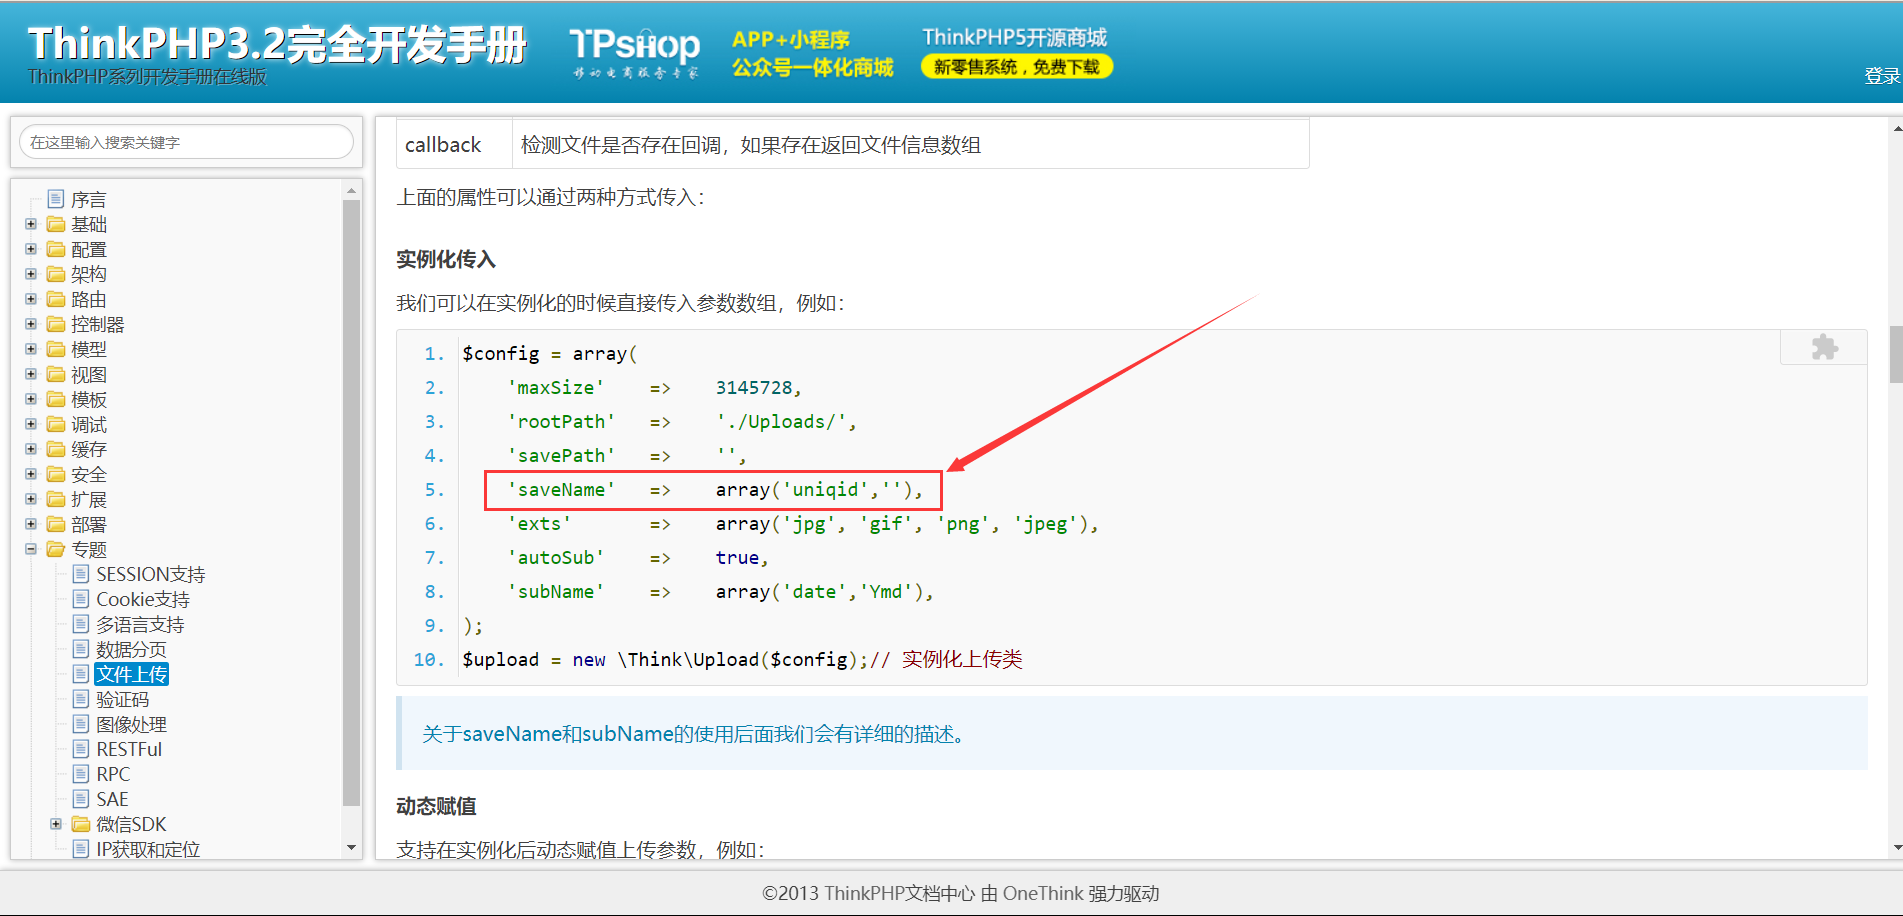 ThinkPHP3.2完全开发手册
ThinkPHP系列开发手册在线版
TPshop
移动电商服务专家
APP+小程序
公众号一体化商城
ThinkPHP5开源商城
新零售系统，免费下载
登录
在这里输入搜索关键字
序言
基础
配置
架构
路由
控制器
模型
视图
模板
调试
缓存
安全
扩展
部署
专题
SESSION支持
Cookie支持
多语言支持
数据分页
文件上传
验证码
图像处理
RESTFul
RPC
SAE
微信SDK
IP获取和定位
callback 检测文件是否存在回调，如果存在返回文件信息数组
上面的属性可以通过两种方式传入：
实例化传入
我们可以在实例化的时候直接传入参数数组，例如：
1. $config = array(
2. 'maxSize' => 3145728,
3. 'rootPath' => './Uploads/',
4. 'savePath' => '',
5. 'saveName' => array('uniqid',''),
6. 'exts' => array('jpg', 'gif', 'png', 'jpeg'),
7. 'autoSub' => true,
8. 'subName' => array('date','Ymd'),
9. );
10. $upload = new \Think\Upload($config);// 实例化上传类
关于saveName和subName的使用后面我们会有详细的描述。
动态赋值
支持在实例化后动态赋值上传参数，例如：
©2013 ThinkPHP文档中心 由 OneThink 强力驱动